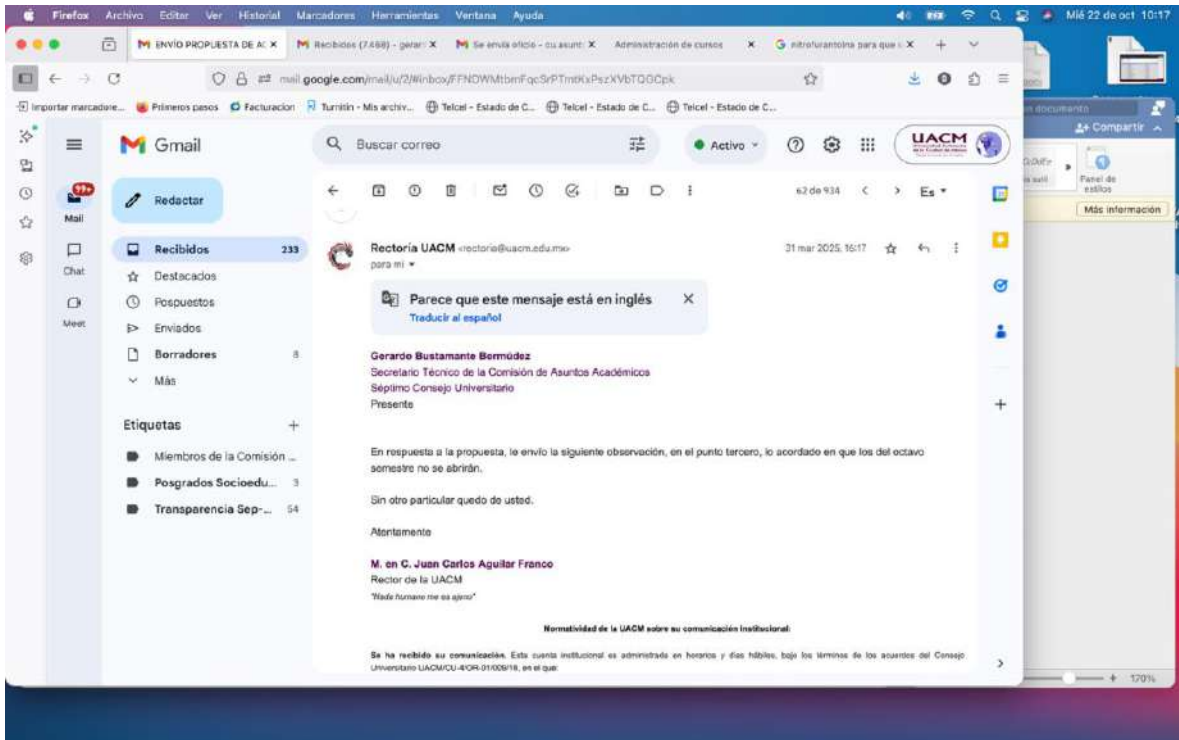 Firefox Archivo Editar Ver Historial Marcadores Herramientas Ventana Ayuda
Mié 22 de oct 10:17
ENVÍO PROPUESTA DE AC X
Recibidos (7.688) - gerar X
Se envía oficio - cu.asunt X
Administración de cursos X
nitrofurantoina para que X
Importar marcadore...
Primeros pasos
Facturacion
Turnitin - Mis archiv...
Telcel - Estado de C...
Telcel - Estado de C...
Telcel - Estado de C...
documento
Compartir
Gmail
Buscar correo
Activo
UACM
Panel de estilos
Más información
99+
Mail
Redactar
62 de 934
Es
Recibidos 233
Chat
Destacados
Pospuestos
Meet
Enviados
Borradores 8
Más
Etiquetas
Miembros de la Comisión ...
Posgrados Socioedu... 3
Transparencia Sep-... 54
Rectoría UACM <rectoria@uacm.edu.mx>
31 mar 2025, 16:17
para mí
Parece que este mensaje está en inglés X
Traducir al español
Gerardo Bustamante Bermúdez
Secretario Técnico de la Comisión de Asuntos Académicos
Séptimo Consejo Universitario
Presente
En respuesta a la propuesta, le envío la siguiente observación, en el punto tercero, lo acordado en que los del octavo
semestre no se abrirán.
Sin otro particular quedo de usted.
Atentamente
M. en C. Juan Carlos Aguilar Franco
Rector de la UACM
"Nada humano me es ajeno"
Normatividad de la UACM sobre su comunicación institucional:
Se ha recibido su comunicación. Esta cuenta institucional es administrada en horarios y días hábiles, bajo los términos de los acuerdos del Consejo
Universitario UACM/CU-4/OR-01/009/16, en el que:
170%